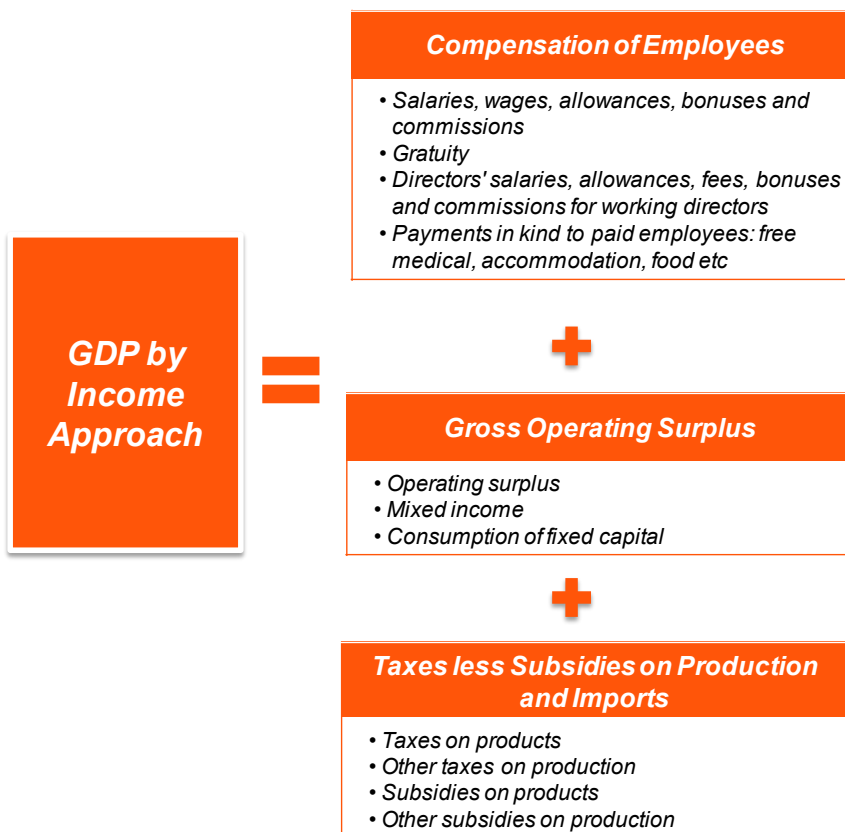 Compensation of Employees
• Salaries, wages, allowances, bonuses and
commissions
• Gratuity
• Directors' salaries, allowances, fees, bonuses
and commissions for working directors
• Payments in kind to paid employees: free
medical, accommodation, food etc
GDP by
Income
Approach
=
+
Gross Operating Surplus
• Operating surplus
• Mixed income
• Consumption of fixed capital
+
Taxes less Subsidies on Production
and Imports
• Taxes on products
• Other taxes on production
• Subsidies on products
• Other subsidies on production